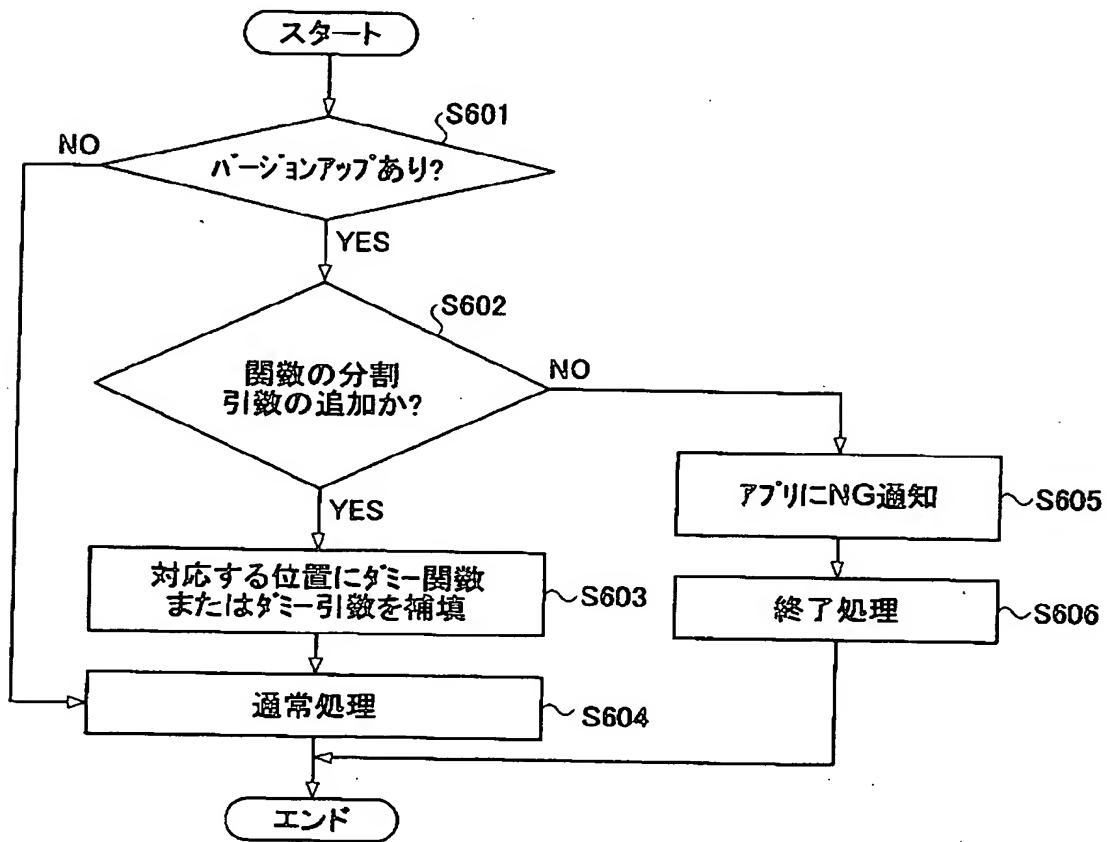 スタート
S601
NO
バージョンアップあり?
YES
S602
関数の分割
引数の追加か?
NO
YES
アプリにNG通知
S605
対応する位置にダミー関数
またはダミー引数を補填
S603
終了処理
S606
通常処理
S604
エンド